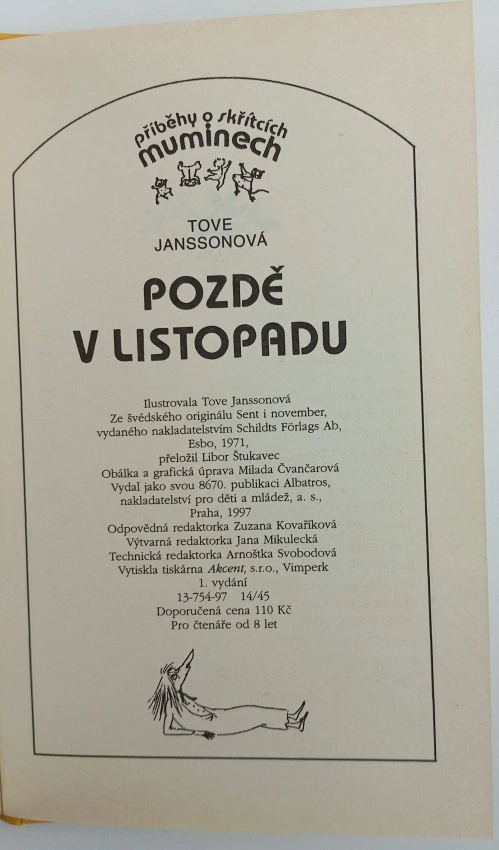 příběhy o skřítcích
muminech
TOVE
JANSSONOVÁ
POZDĚ
V LISTOPADU
Ilustrovala Tove Janssonová
Ze švédského originálu Sent i november,
vydaného nakladatelstvím Schildts Förlags Ab,
Esbo, 1971,
přeložil Libor Štukavec
Obálka a grafická úprava Milada Čvančarová
Vydal jako svou 8670. publikaci Albatros,
nakladatelství pro děti a mládež, a. s.,
Praha, 1997
Odpovědná redaktorka Zuzana Kovaříková
Výtvarná redaktorka Jana Mikulecká
Technická redaktorka Arnoštka Svobodová
Vytiskla tiskárna Akcent, s.r.o., Vimperk
1. vydání
13-754-97 14/45
Doporučená cena 110 Kč
Pro čtenáře od 8 let